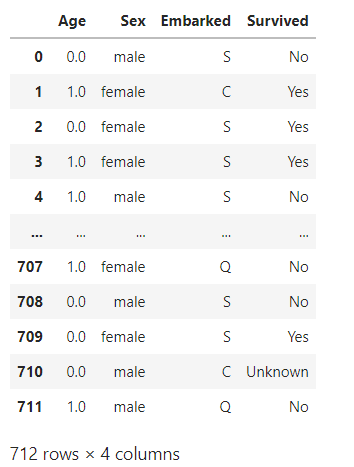 Age Sex Embarked Survived
0 0.0 male S No
1 1.0 female C Yes
2 0.0 female S Yes
3 1.0 female S Yes
4 1.0 male S No
... ... ... ... ...
707 1.0 female Q No
708 0.0 male S No
709 0.0 female S Yes
710 0.0 male C Unknown
711 1.0 male Q No
712 rows × 4 columns